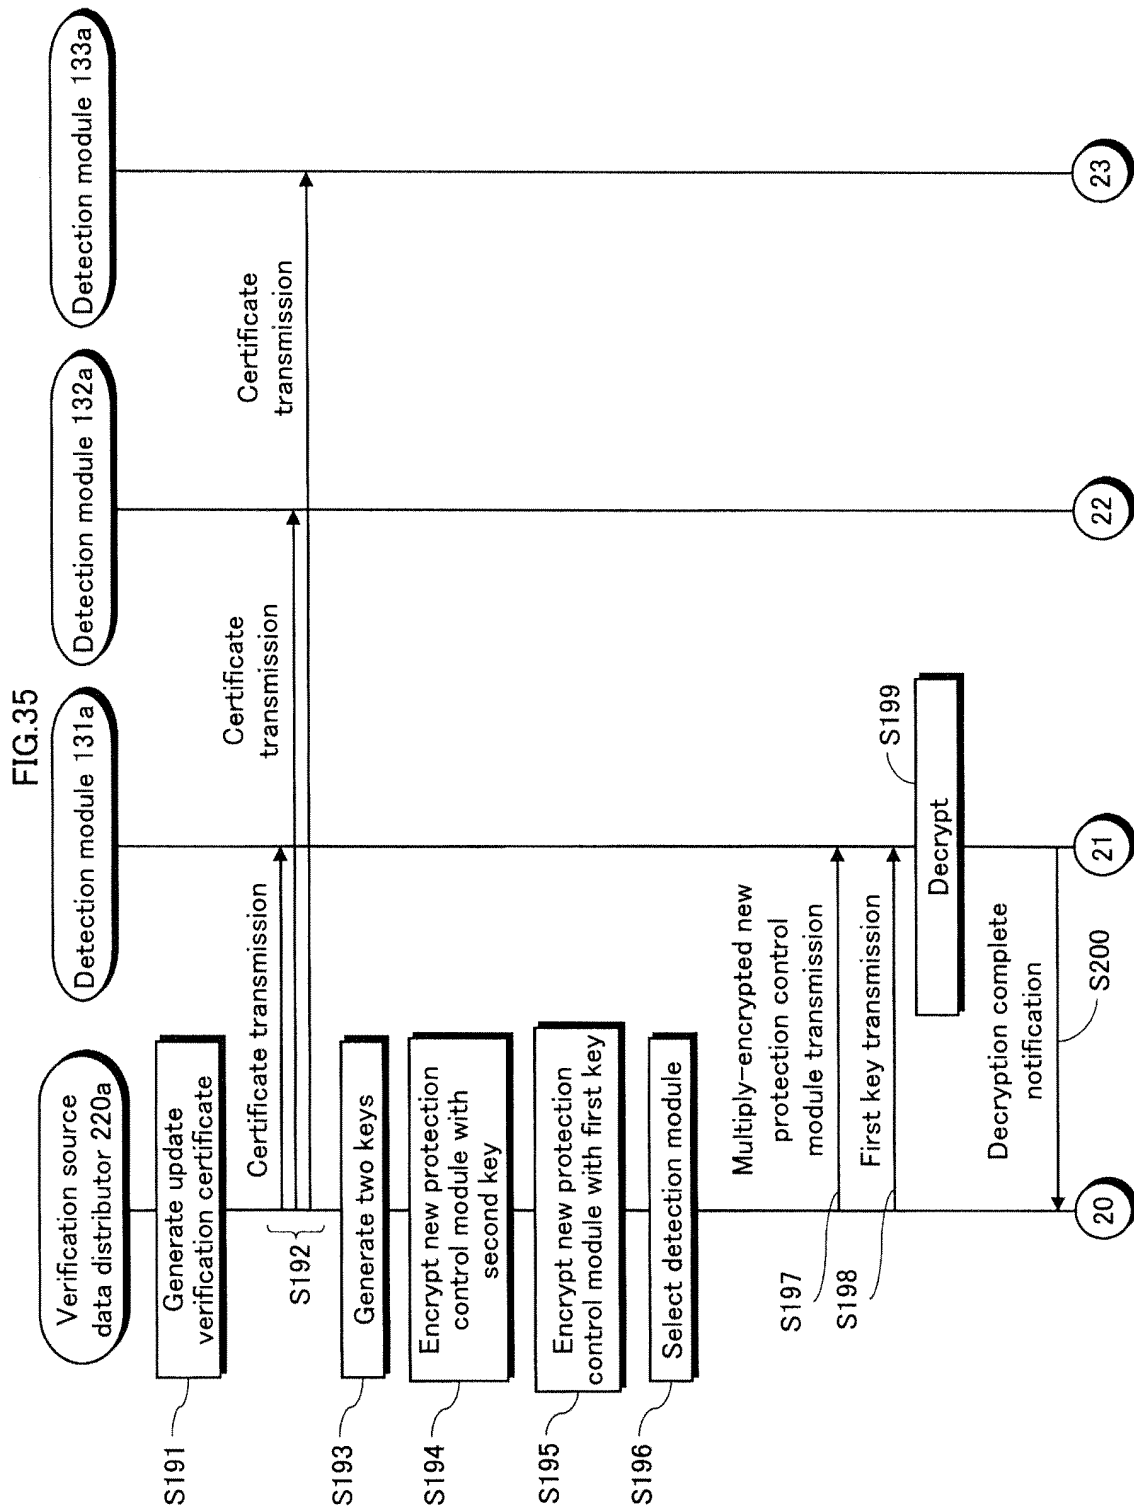 FIG.35
Verification source
data distributor 220a
Detection module 131a
Detection module 132a
Detection module 133a
S191
Generate update
verification certificate
Certificate transmission
Certificate
transmission
Certificate
transmission
S192
S193
Generate two keys
S194
Encrypt new protection
control module with
second key
S195
Encrypt new protection
control module with first key
S196
Select detection module
Multiply-encrypted new
protection control
module transmission
S197
First key transmission
S198
S199
Decrypt
Decryption complete
notification
S200
20
21
22
23